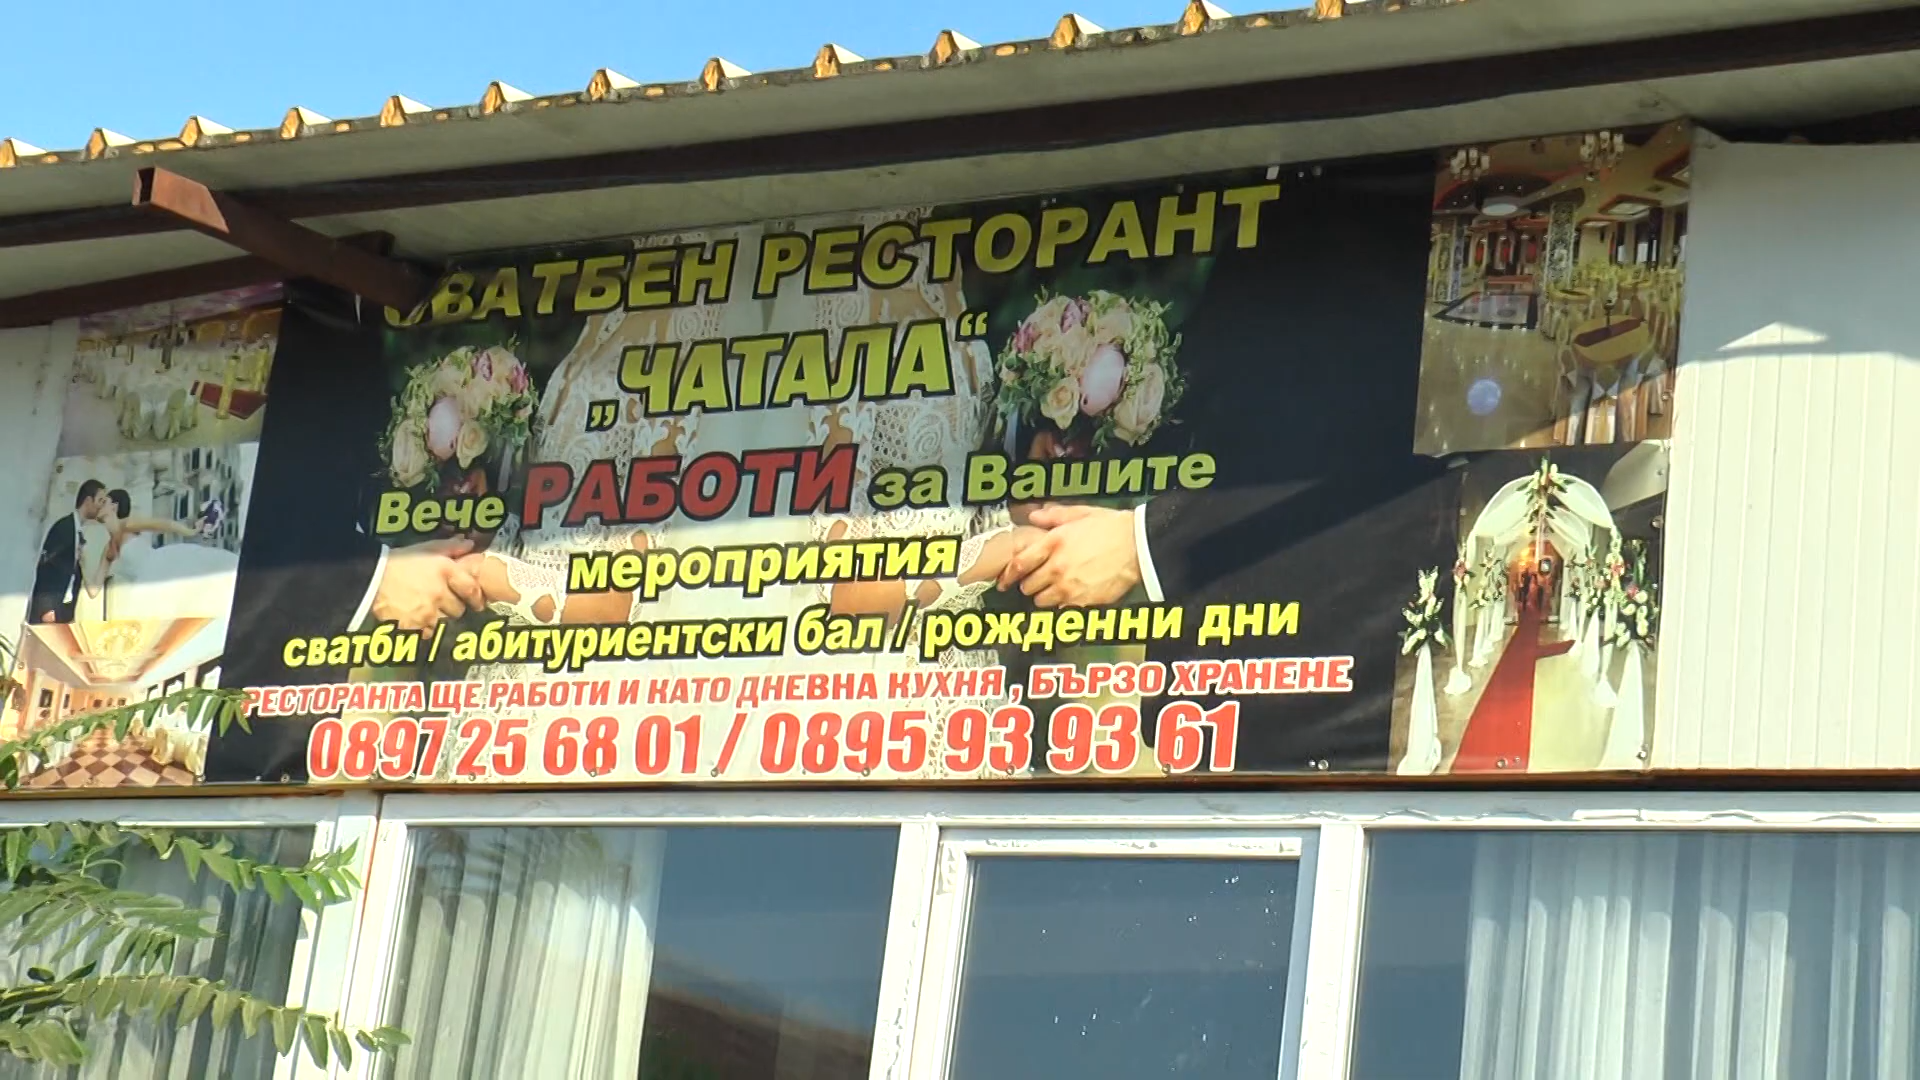 СВАТБЕН РЕСТОРАНТ
„ЧАТАЛА“
Вече РАБОТИ за Вашите
мероприятия
сватби / абитуриентски бал / рожденни дни
РЕСТОРАНТА ЩЕ РАБОТИ И КАТО ДНЕВНА КУХНЯ , БЪРЗО ХРАНЕНЕ
0897 25 68 01 / 0895 93 93 61